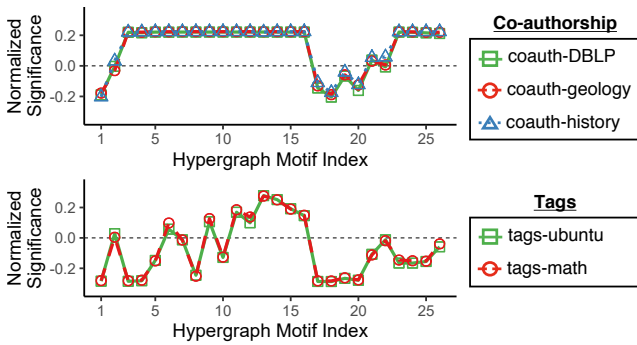 Normalized
Significance
0.2
0.0
-0.2
1
5
10
15
20
25
Hypergraph Motif Index
Co-authorship
coauth-DBLP
coauth-geology
coauth-history
Normalized
Significance
0.2
0.0
-0.2
1
5
10
15
20
25
Hypergraph Motif Index
Tags
tags-ubuntu
tags-math